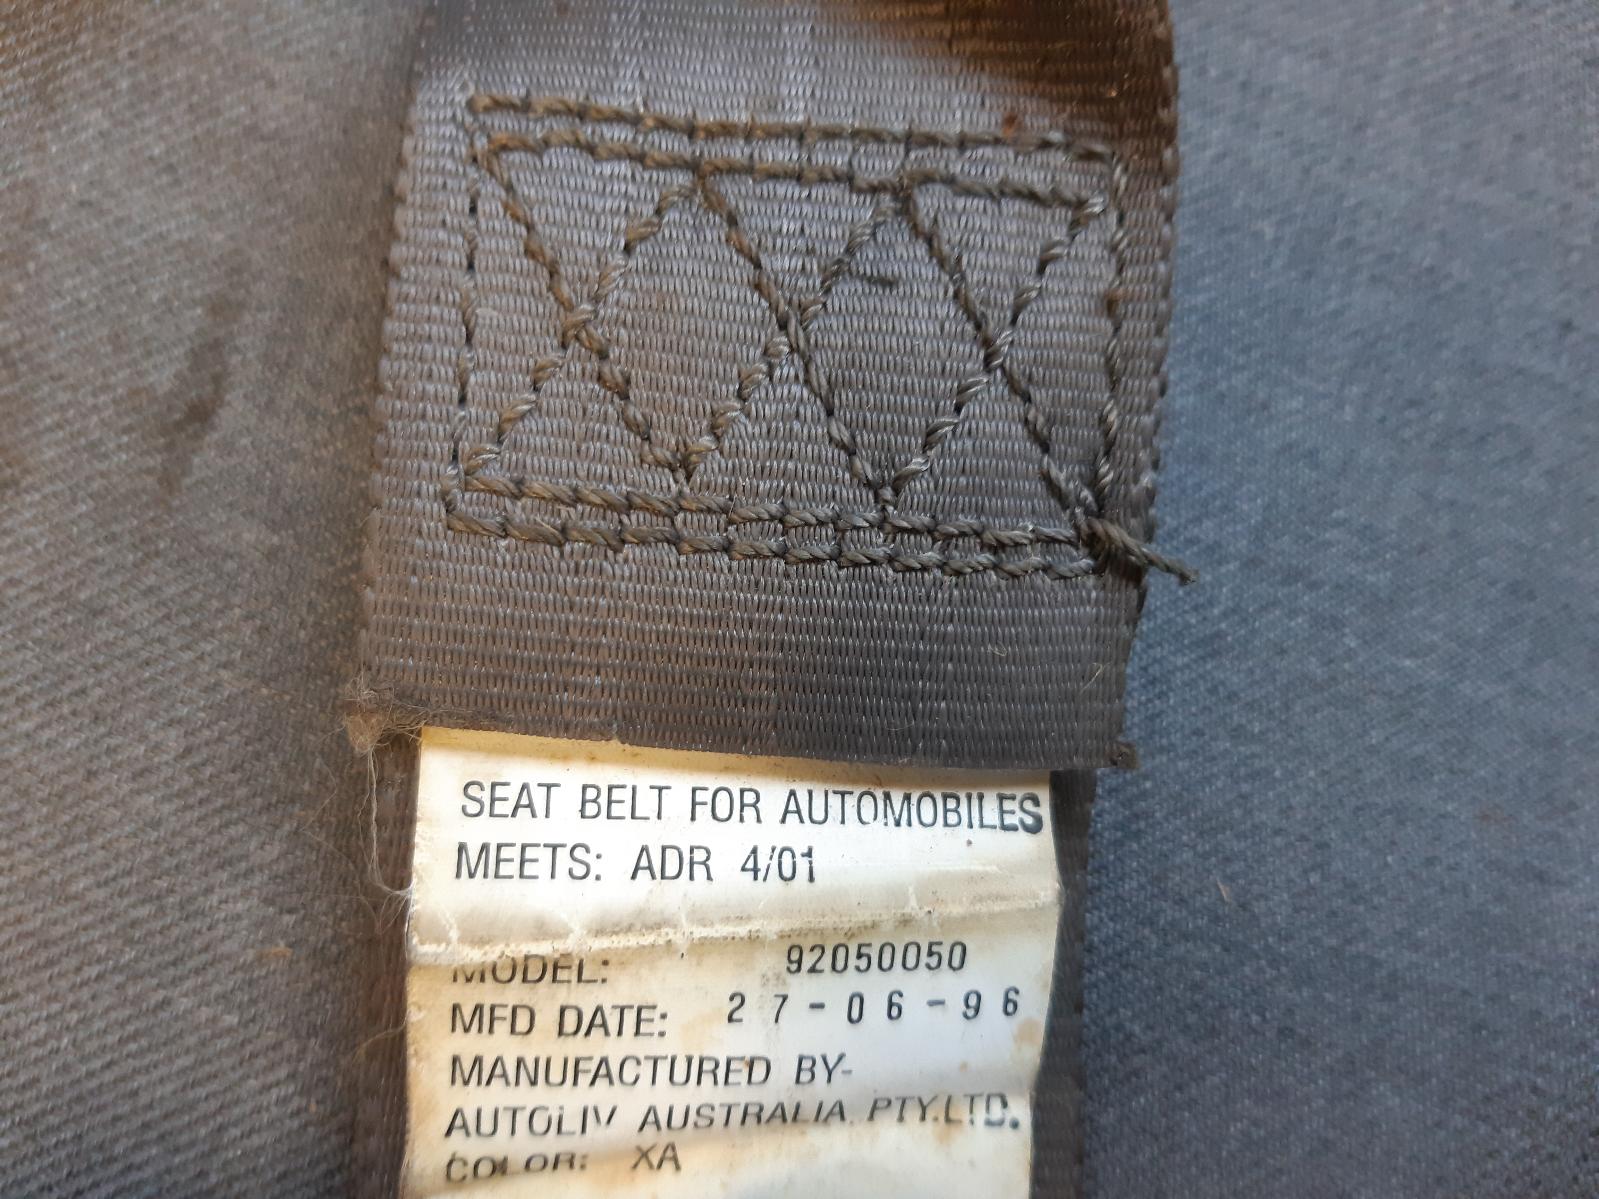 SEAT BELT FOR AUTOMOBILES
MEETS: ADR 4/01
MODEL: 92050050
MFD DATE: 27-06-96
MANUFACTURED BY-
AUTOLIV AUSTRALIA PTY.LTD.
COLOR: XA